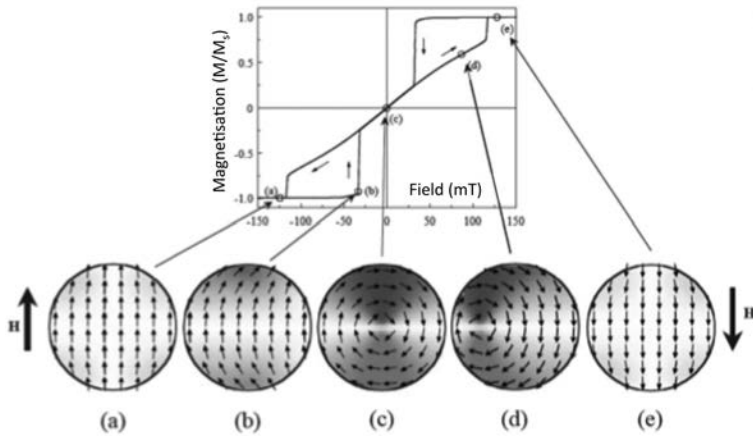 1.0
(e)
0.5
(d)
0
(c)
-0.5
(a)
(b)
-1.0
Magnetisation (M/Mₛ)
Field (mT)
-150 -100 -50 0 50 100 150
H
H
(a) (b) (c) (d) (e)